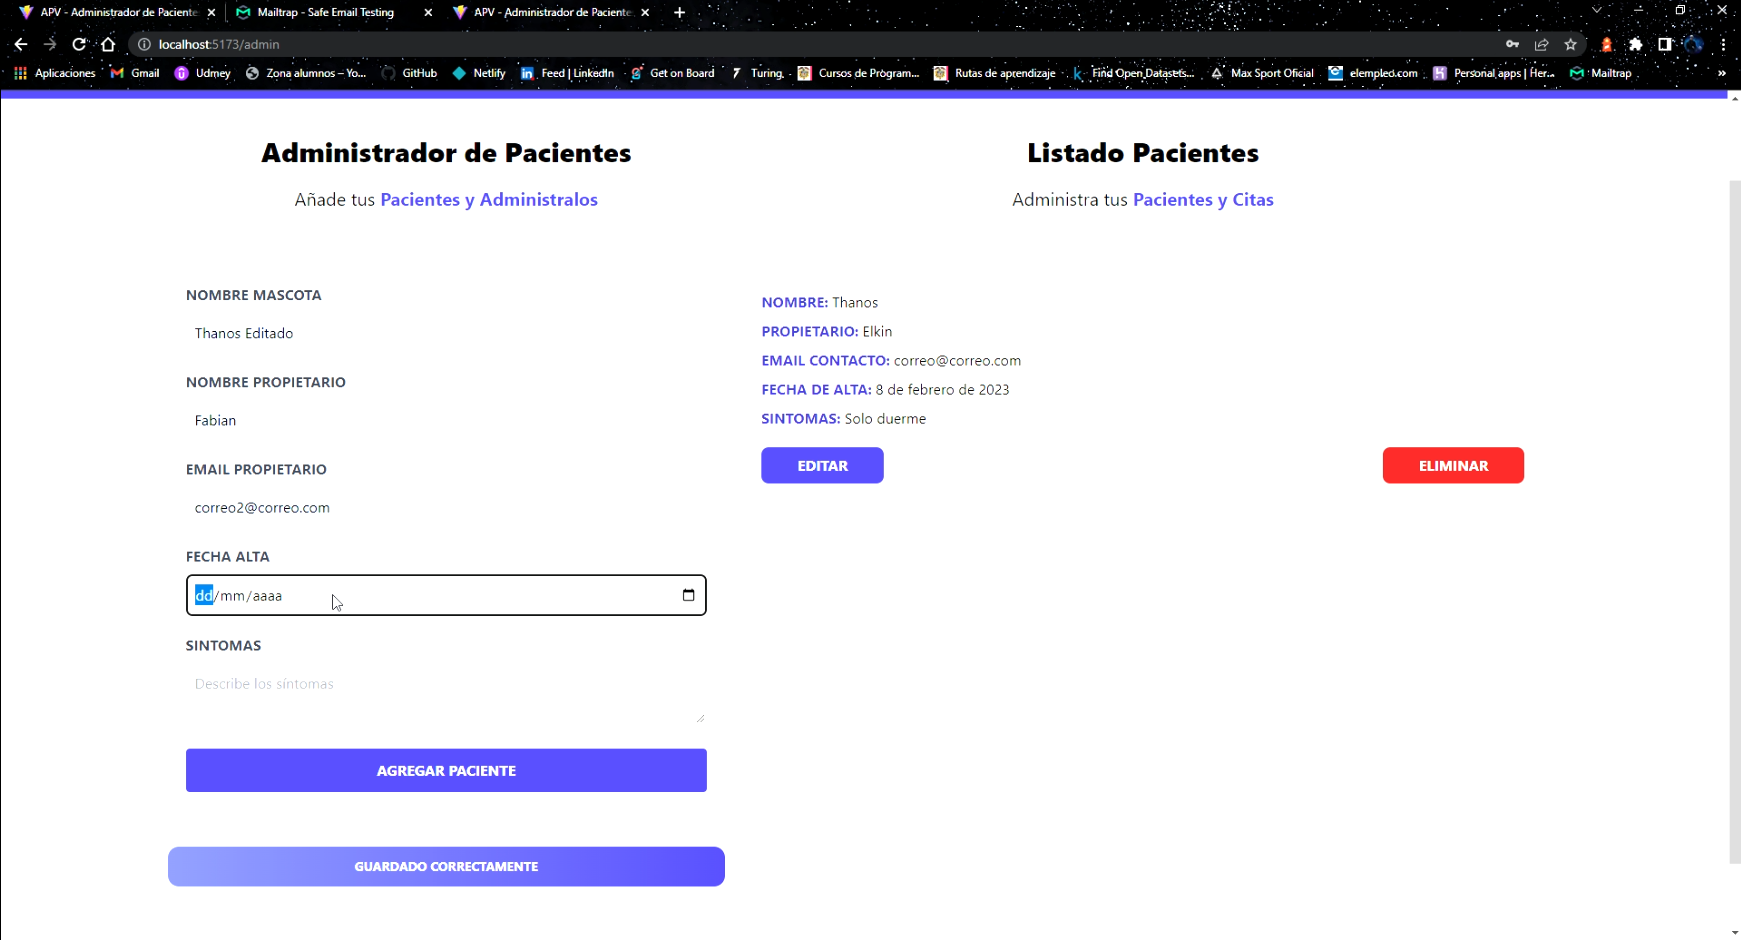 APV - Administrador de Paciente
Mailtrap - Safe Email Testing
APV - Administrador de Paciente
localhost:5173/admin
Aplicaciones
Gmail
Udmey
Zona alumnos – Yo...
GitHub
Netlify
Feed | LinkedIn
Get on Board
Turing
Cursos de Program...
Rutas de aprendizaje
Find Open Datasets...
Max Sport Oficial
elempled.com
Personal apps | Her...
Mailtrap
»
Administrador de Pacientes
Añade tus Pacientes y Administralos
NOMBRE MASCOTA
Thanos Editado
NOMBRE PROPIETARIO
Fabian
EMAIL PROPIETARIO
correo2@correo.com
FECHA ALTA
dd/mm/aaaa
SINTOMAS
Describe los síntomas
AGREGAR PACIENTE
GUARDADO CORRECTAMENTE
Listado Pacientes
Administra tus Pacientes y Citas
NOMBRE: Thanos
PROPIETARIO: Elkin
EMAIL CONTACTO: correo@correo.com
FECHA DE ALTA: 8 de febrero de 2023
SINTOMAS: Solo duerme
EDITAR
ELIMINAR